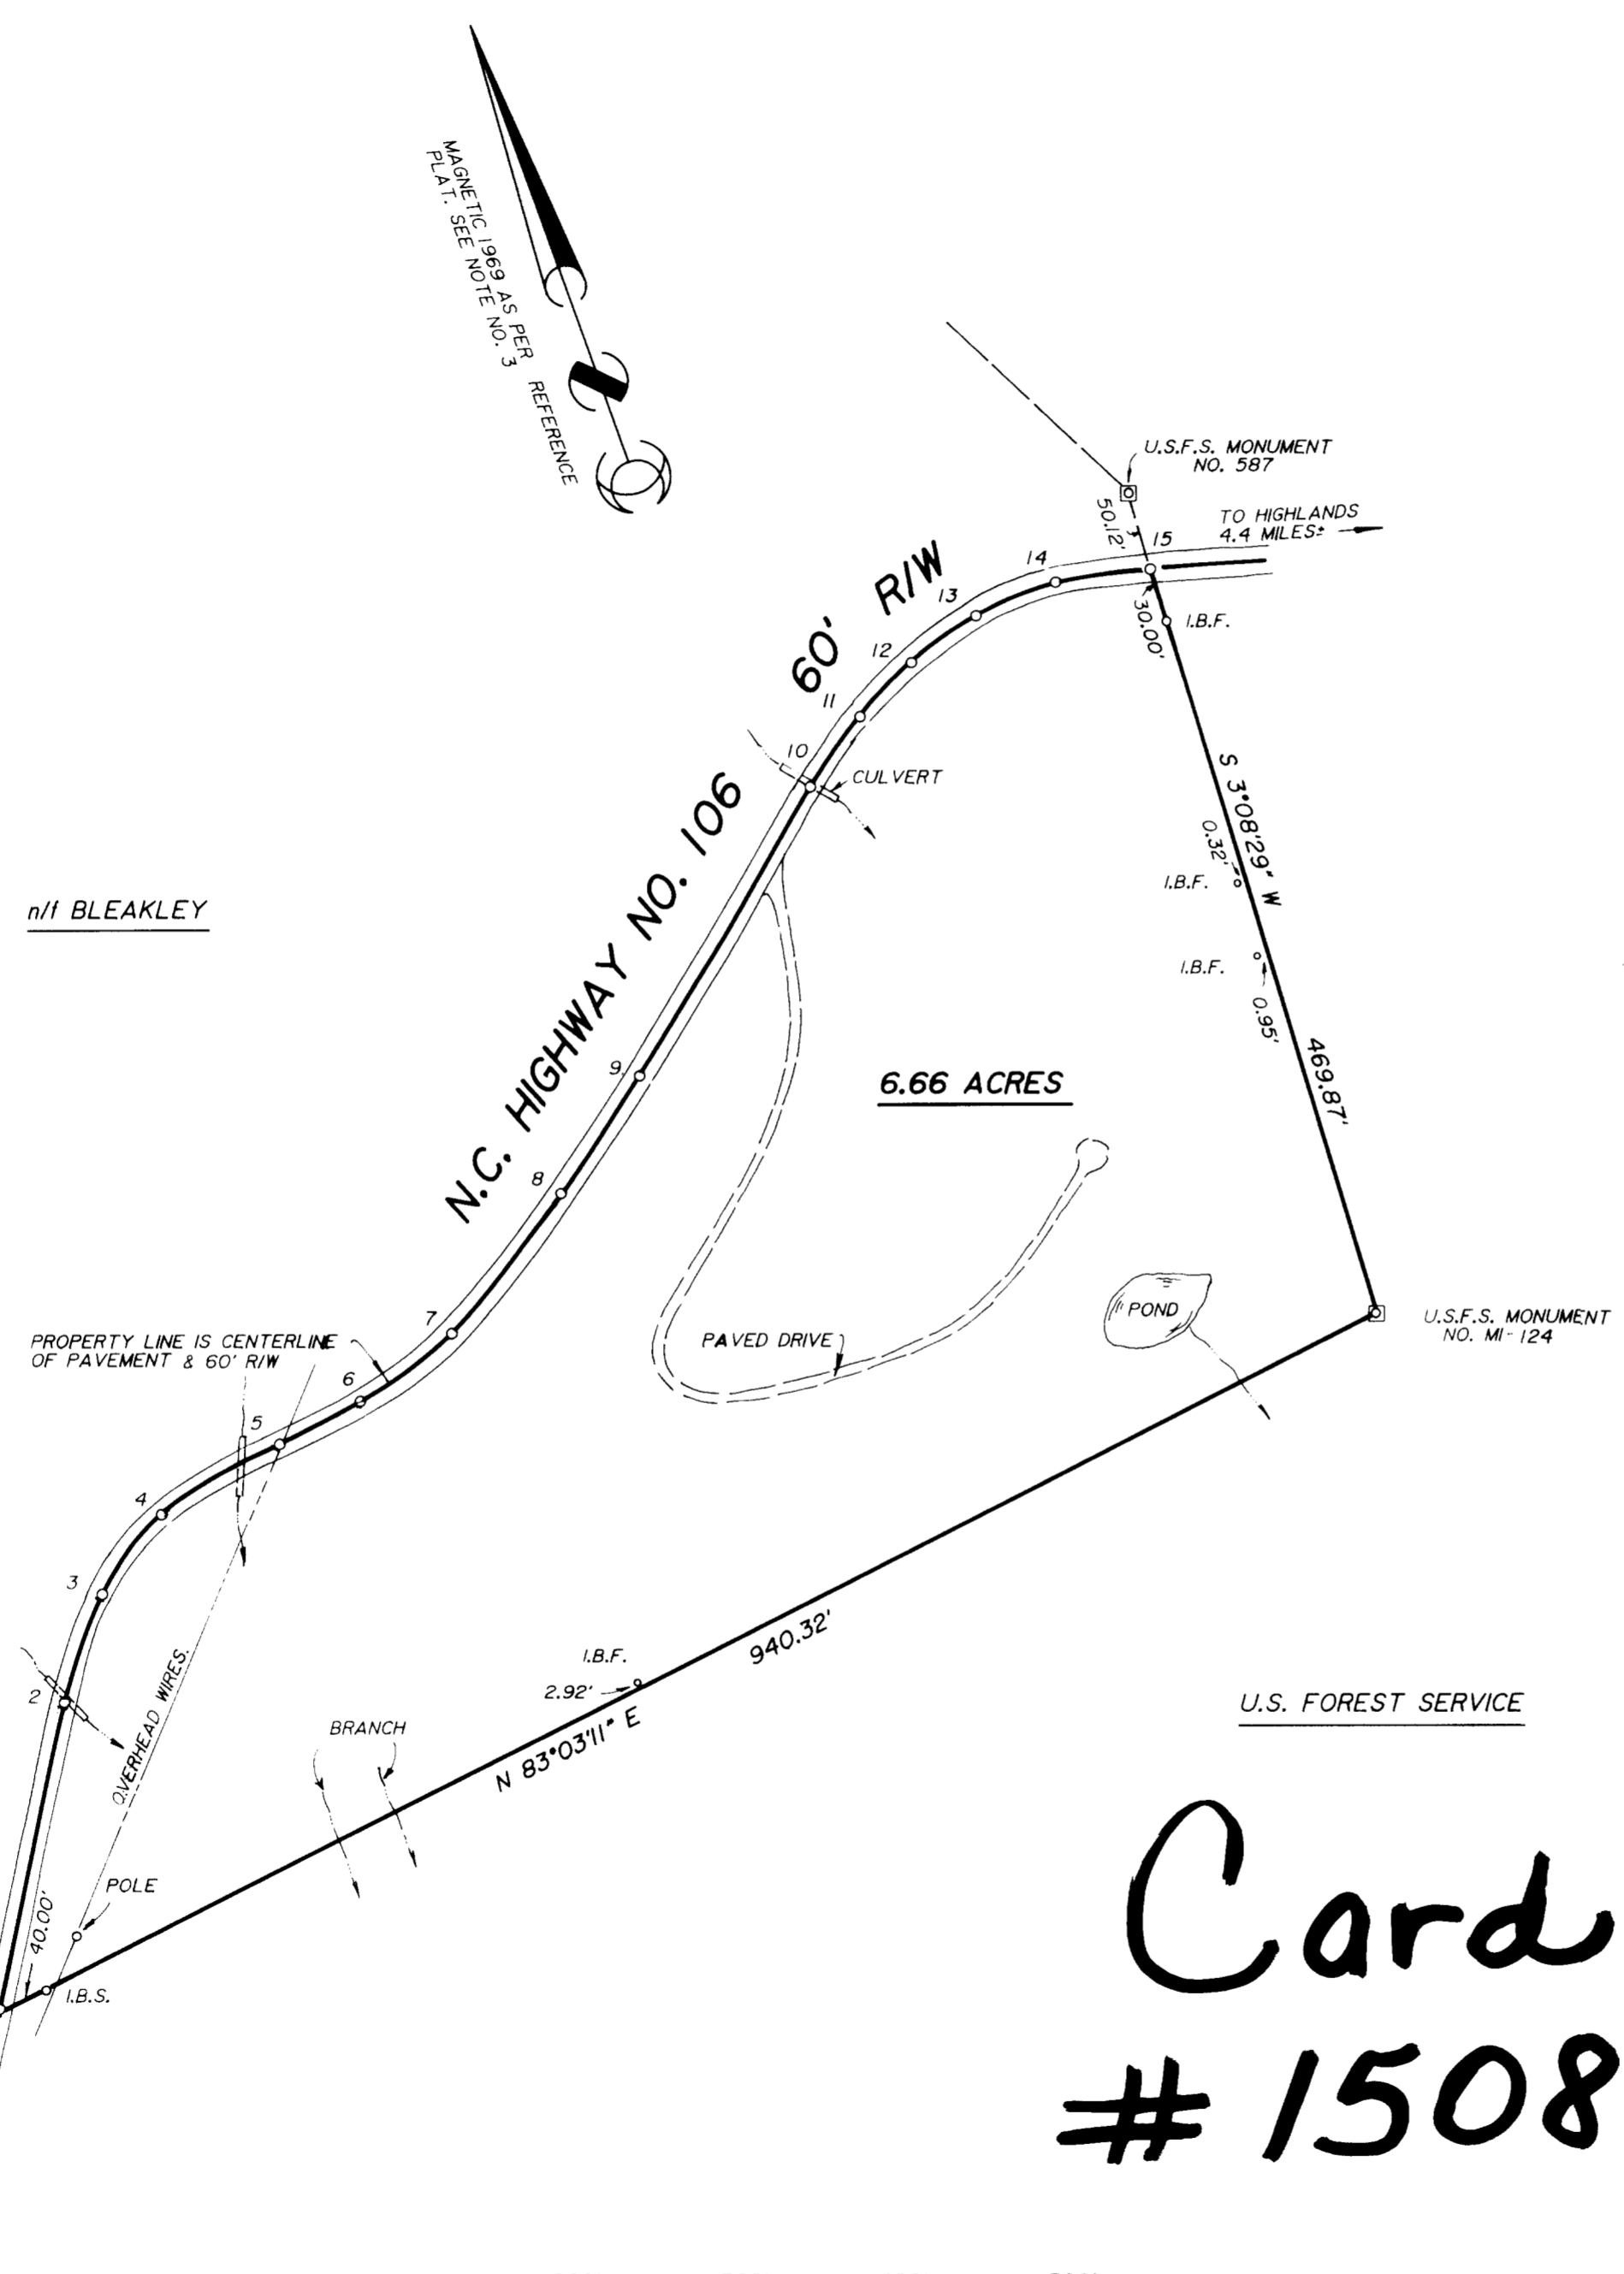 MAGNETIC 1969 AS PER REFERENCE
PLAT. SEE NOTE NO. 3
U.S.F.S. MONUMENT
NO. 587
50.12'
TO HIGHLANDS
4.4 MILES±
15
14
13
12
11
10
30.00'
I.B.F.
60' R/W
CULVERT
S 3°08'29" W
0.32'
I.B.F.
I.B.F.
0.95'
469.87'
n/f BLEAKLEY
N.C. HIGHWAY NO. 106
9
6.66 ACRES
8
7
POND
PAVED DRIVE
U.S.F.S. MONUMENT
NO. MI-124
PROPERTY LINE IS CENTERLINE
OF PAVEMENT & 60' R/W
6
5
4
3
2
OVERHEAD WIRES.
I.B.F.
2.92'
940.32'
N 83°03'11" E
BRANCH
U.S. FOREST SERVICE
POLE
40.00'
I.B.S.
Card
# 1508